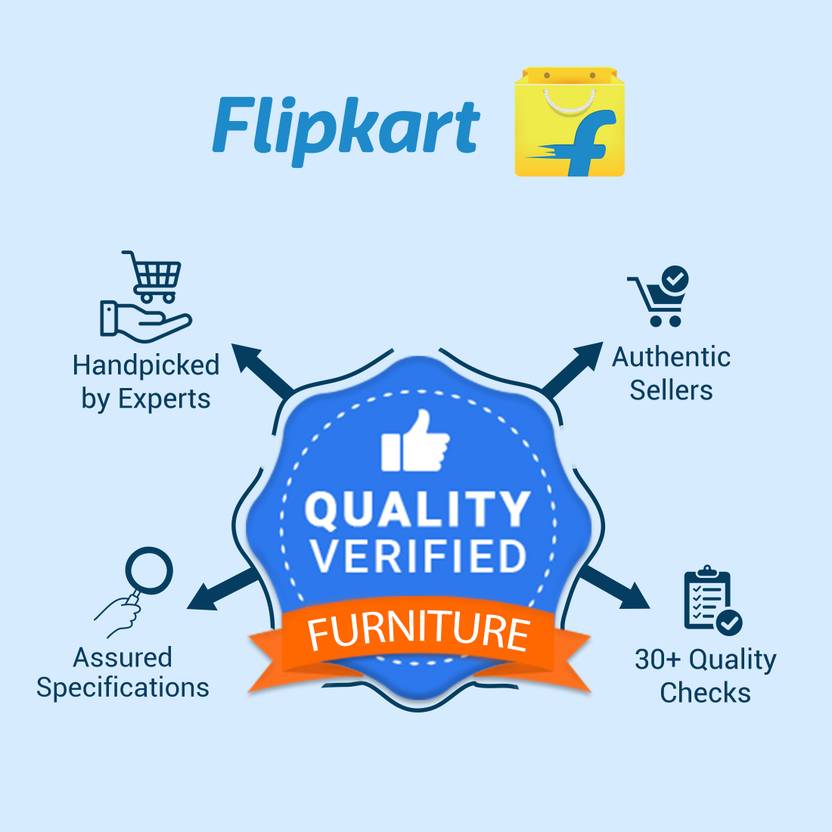 Flipkart
f
Handpicked
by Experts
Authentic
Sellers
QUALITY
VERIFIED
FURNITURE
Assured
Specifications
30+ Quality
Checks